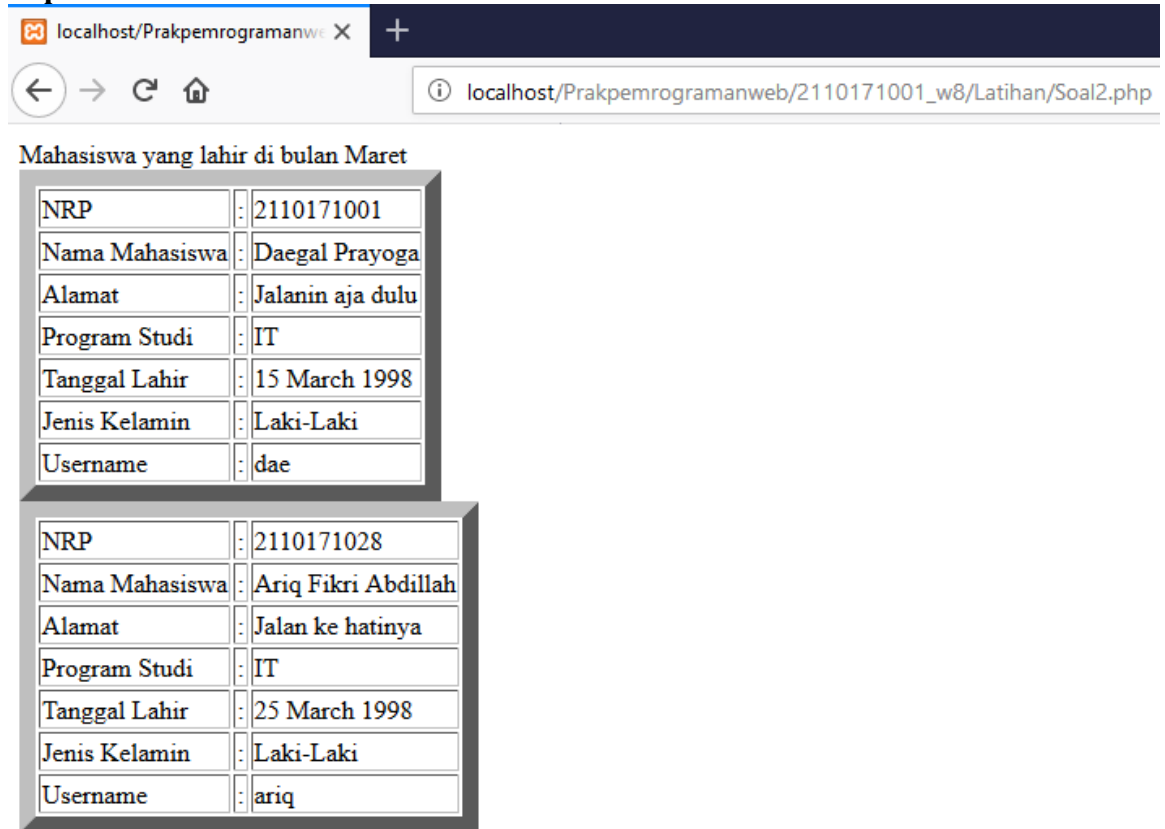 localhost/Prakpemrogramanwe
localhost/Prakpemrogramanweb/2110171001_w8/Latihan/Soal2.php
Mahasiswa yang lahir di bulan Maret
NRP : 2110171001
Nama Mahasiswa : Daegal Prayoga
Alamat : Jalanin aja dulu
Program Studi : IT
Tanggal Lahir : 15 March 1998
Jenis Kelamin : Laki-Laki
Username : dae
NRP : 2110171028
Nama Mahasiswa : Ariq Fikri Abdillah
Alamat : Jalan ke hatinya
Program Studi : IT
Tanggal Lahir : 25 March 1998
Jenis Kelamin : Laki-Laki
Username : ariq